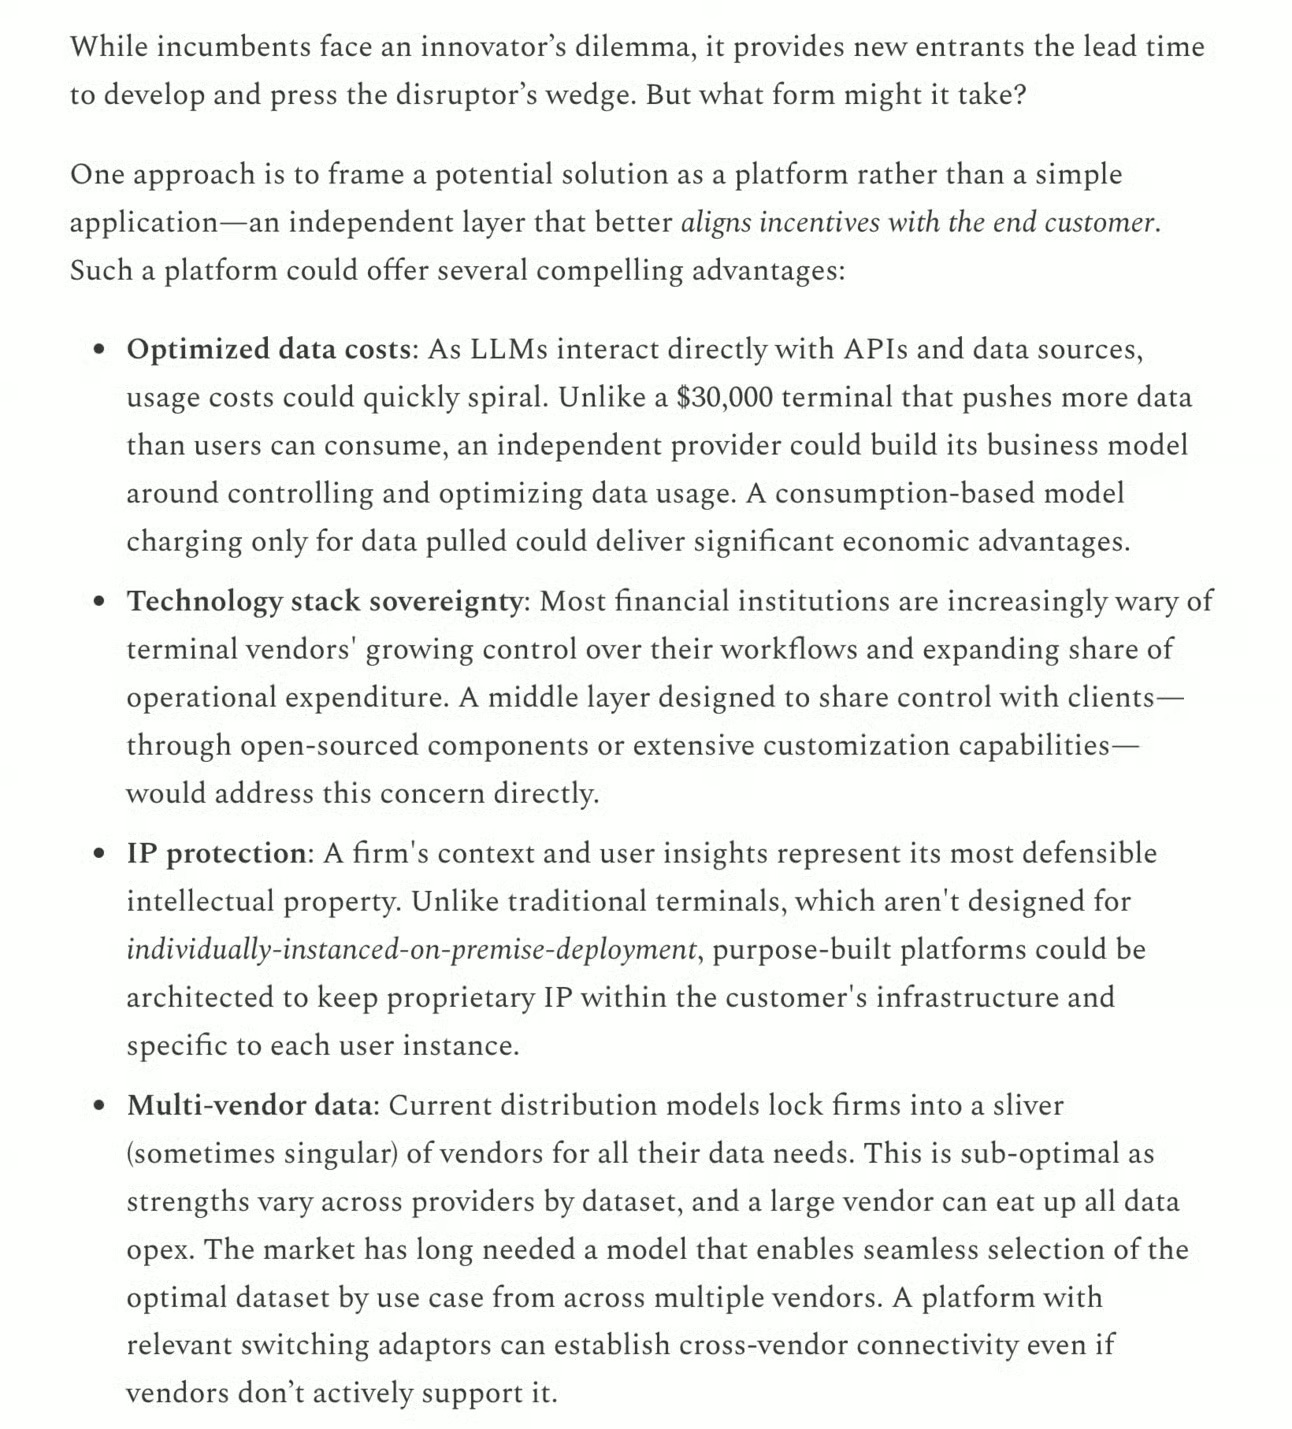 While incumbents face an innovator’s dilemma, it provides new entrants the lead time
to develop and press the disruptor’s wedge. But what form might it take?
One approach is to frame a potential solution as a platform rather than a simple
application—an independent layer that better aligns incentives with the end customer.
Such a platform could offer several compelling advantages:
• Optimized data costs: As LLMs interact directly with APIs and data sources,
usage costs could quickly spiral. Unlike a $30,000 terminal that pushes more data
than users can consume, an independent provider could build its business model
around controlling and optimizing data usage. A consumption-based model
charging only for data pulled could deliver significant economic advantages.
• Technology stack sovereignty: Most financial institutions are increasingly wary of
terminal vendors' growing control over their workflows and expanding share of
operational expenditure. A middle layer designed to share control with clients—
through open-sourced components or extensive customization capabilities—
would address this concern directly.
• IP protection: A firm's context and user insights represent its most defensible
intellectual property. Unlike traditional terminals, which aren't designed for
individually-instanced-on-premise-deployment, purpose-built platforms could be
architected to keep proprietary IP within the customer's infrastructure and
specific to each user instance.
• Multi-vendor data: Current distribution models lock firms into a sliver
(sometimes singular) of vendors for all their data needs. This is sub-optimal as
strengths vary across providers by dataset, and a large vendor can eat up all data
opex. The market has long needed a model that enables seamless selection of the
optimal dataset by use case from across multiple vendors. A platform with
relevant switching adaptors can establish cross-vendor connectivity even if
vendors don’t actively support it.